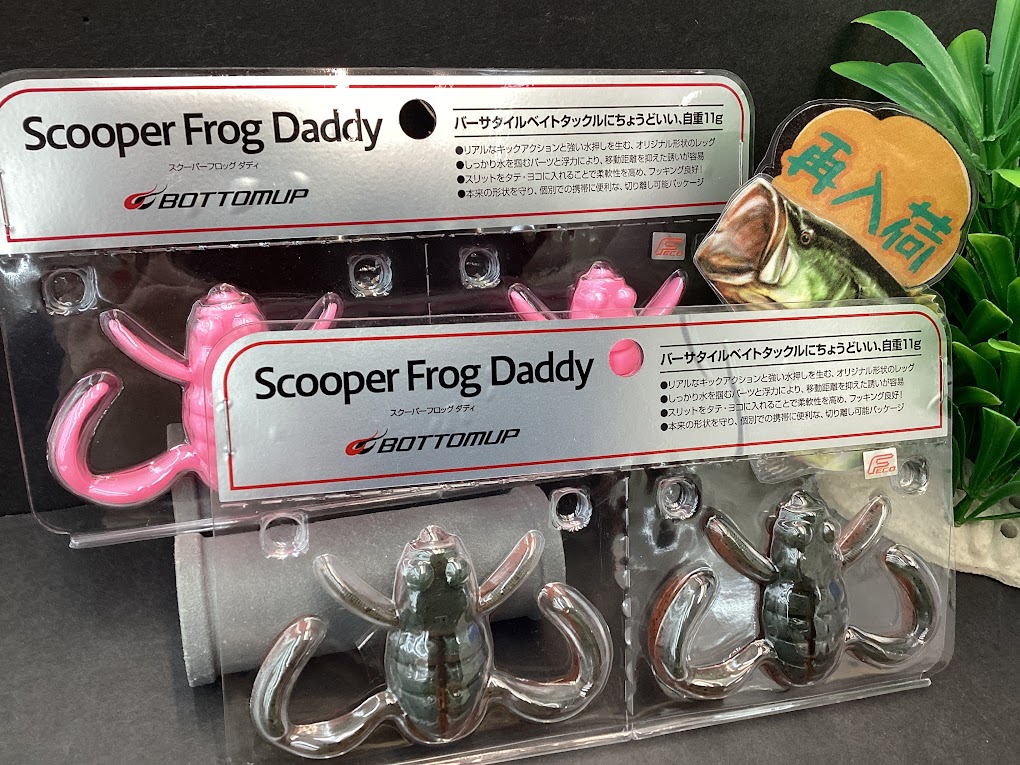 Scooper Frog Daddy
スクーパーフロッグ ダディ
BOTTOMUP
バーサタイルベイトタックルにちょうどいい、自重11g
●リアルなキックアクションと強い水押しを生む、オリジナル形状のレッグ
●しっかり水を掴むパーツと浮力により、移動距離を抑えた誘いが容易
●スリットをタテ・ヨコに入れることで柔軟性を高め、フッキング良好!
●本来の形状を守り、個別での携帯に便利な、切り離し可能パッケージ
FECO
再入荷
Scooper Frog Daddy
スクーパーフロッグ ダディ
BOTTOMUP
バーサタイルベイトタックルにちょうどいい、自重11g
●リアルなキックアクションと強い水押しを生む、オリジナル形状のレッグ
●しっかり水を掴むパーツと浮力により、移動距離を抑えた誘いが容易
●スリットをタテ・ヨコに入れることで柔軟性を高め、フッキング良好!
●本来の形状を守り、個別での携帯に便利な、切り離し可能パッケージ
FECO